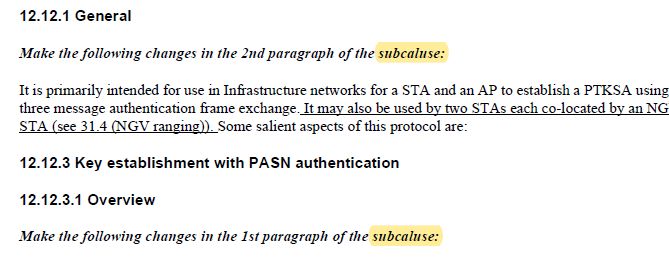 12.12.1 General
Make the following changes in the 2nd paragraph of the subcaluse:
It is primarily intended for use in Infrastructure networks for a STA and an AP to establish a PTKSA using
three message authentication frame exchange. It may also be used by two STAs each co-located by an NG
STA (see 31.4 (NGV ranging)). Some salient aspects of this protocol are:
12.12.3 Key establishment with PASN authentication
12.12.3.1 Overview
Make the following changes in the 1st paragraph of the subcaluse: